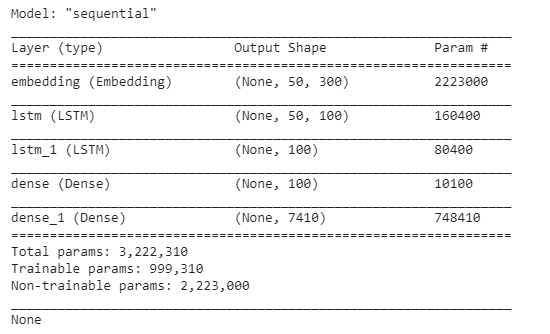 Model: "sequential"
Layer (type) Output Shape Param #
embedding (Embedding) (None, 50, 300) 2223000
lstm (LSTM) (None, 50, 100) 160400
lstm_1 (LSTM) (None, 100) 80400
dense (Dense) (None, 100) 10100
dense_1 (Dense) (None, 7410) 748410
Total params: 3,222,310
Trainable params: 999,310
Non-trainable params: 2,223,000
None